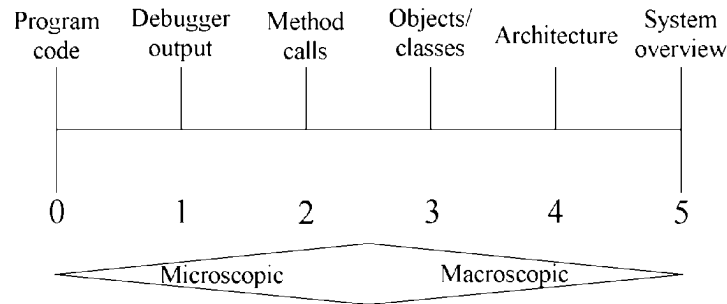 Program
code
Debugger
output
Method
calls
Objects/
classes
Architecture
System
overview
0 1 2 3 4 5
Microscopic Macroscopic